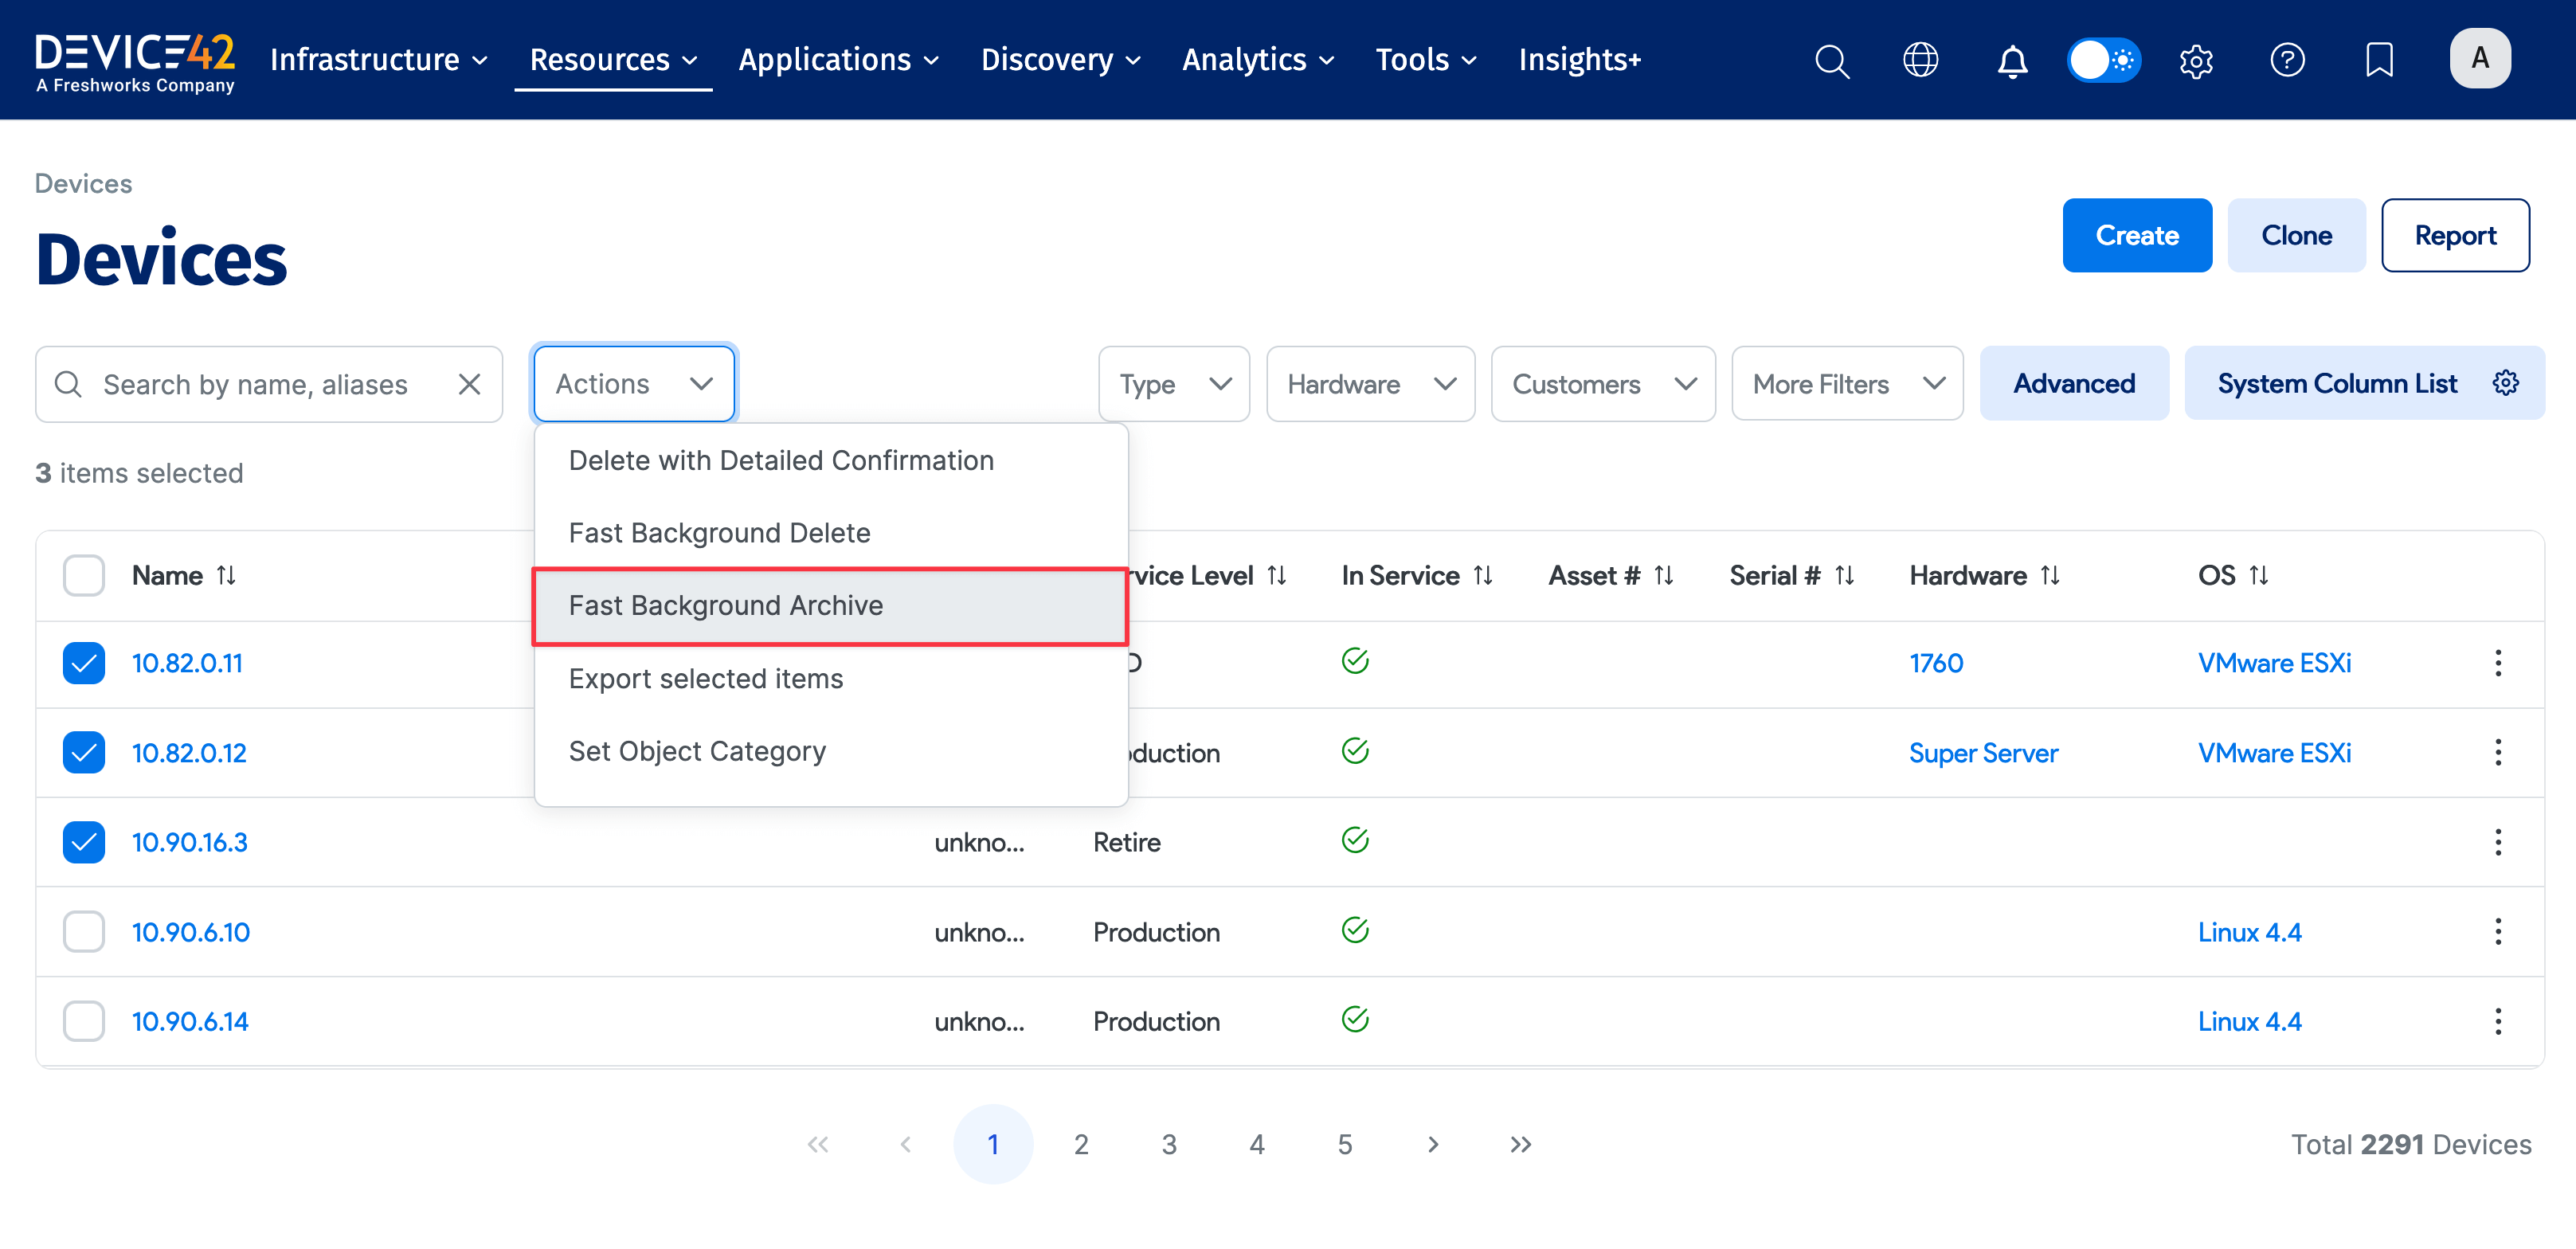 DEVICE42
A Freshworks Company
Infrastructure Resources Applications Discovery Analytics Tools Insights+
A
Devices
Devices
Create Clone Report
Search by name, aliases
Actions
Type Hardware Customers More Filters Advanced System Column List
3 items selected
Delete with Detailed Confirmation
Fast Background Delete
Fast Background Archive
Export selected items
Set Object Category
Name rvice Level In Service Asset # Serial # Hardware OS
10.82.0.11 1760 VMware ESXi
10.82.0.12 oduction Super Server VMware ESXi
10.90.16.3 unkno... Retire
10.90.6.10 unkno... Production Linux 4.4
10.90.6.14 unkno... Production Linux 4.4
1 2 3 4 5
Total 2291 Devices